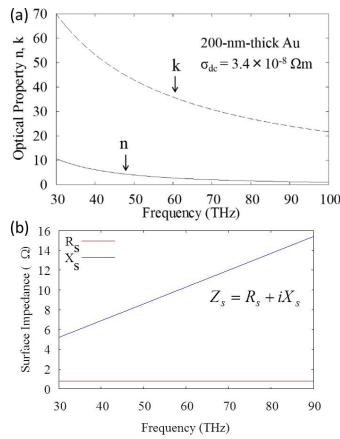 (a)
70
60
50
40
30
20
10
0
Optical Property n, k
200-nm-thick Au
σdc = 3.4 × 10⁻⁸ Ωm
k
n
30 40 50 60 70 80 90 100
Frequency (THz)
(b)
16
14
12
10
8
6
4
2
0
Surface Impedance ( Ω)
Rs
Xs
Zs = Rs + iXs
30 40 50 60 70 80 90
Frequency (THz)